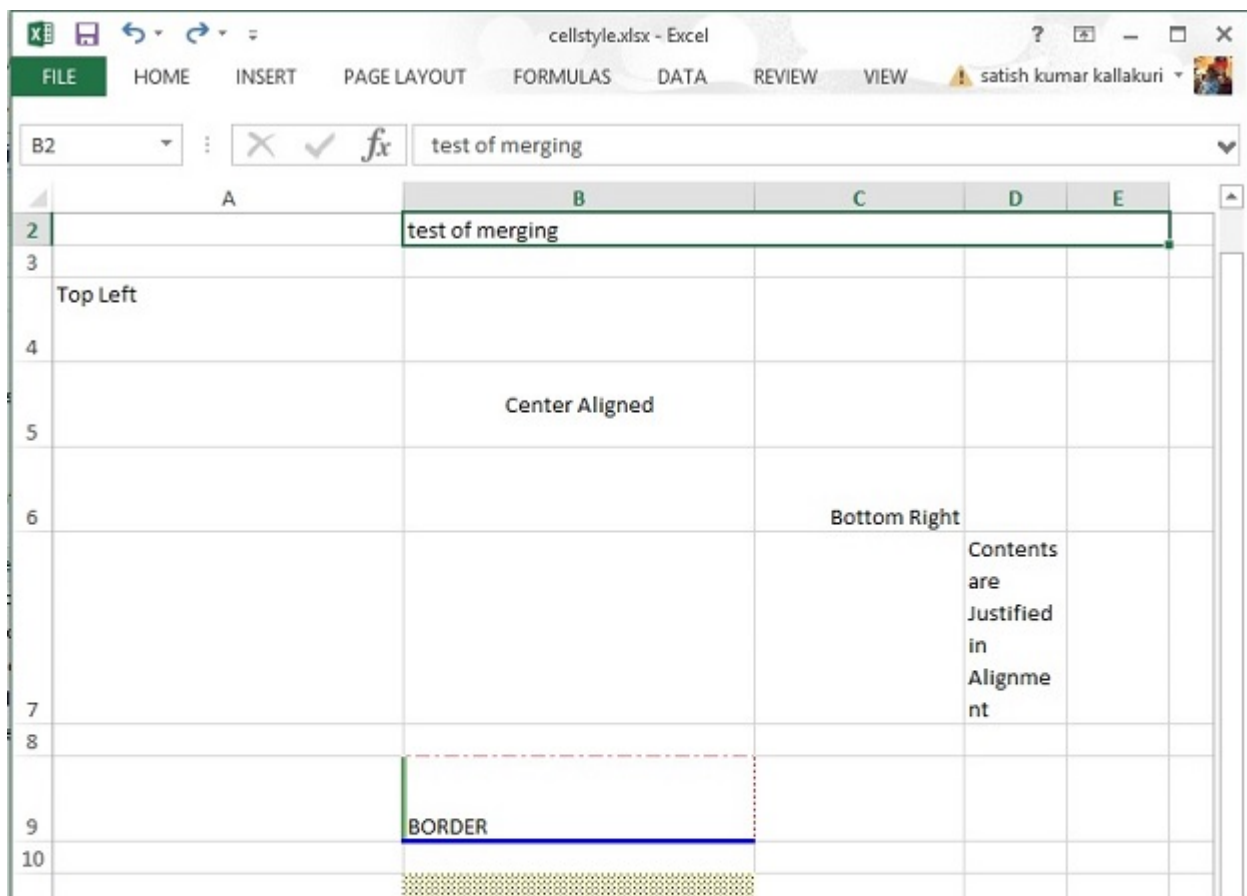 cellstyle.xlsx - Excel
?
FILE HOME INSERT PAGE LAYOUT FORMULAS DATA REVIEW VIEW satish kumar kallakuri
B2 fx test of merging
A B C D E
2 test of merging
3
Top Left
4
Center Aligned
5
6 Bottom Right
Contents
are
Justified
in
Alignme
7 nt
8
9 BORDER
10